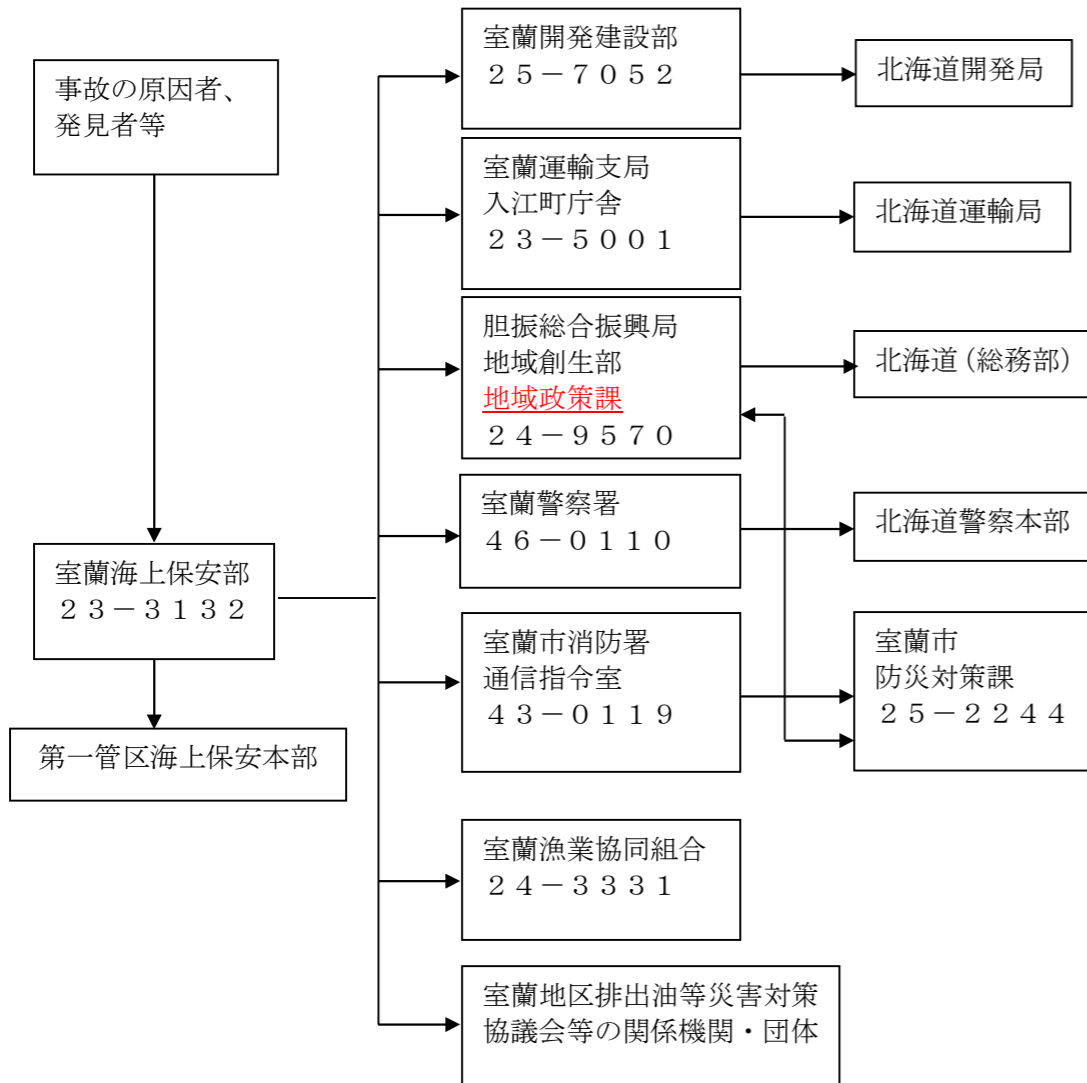 事故の原因者、
発見者等
室蘭海上保安部
23-3132
第一管区海上保安本部
室蘭開発建設部
25-7052
北海道開発局
室蘭運輸支局
入江町庁舎
23-5001
北海道運輸局
胆振総合振興局
地域創生部
地域政策課
24-9570
北海道(総務部)
室蘭警察署
46-0110
北海道警察本部
室蘭市消防署
通信指令室
43-0119
室蘭市
防災対策課
25-2244
室蘭漁業協同組合
24-3331
室蘭地区排出油等災害対策
協議会等の関係機関・団体